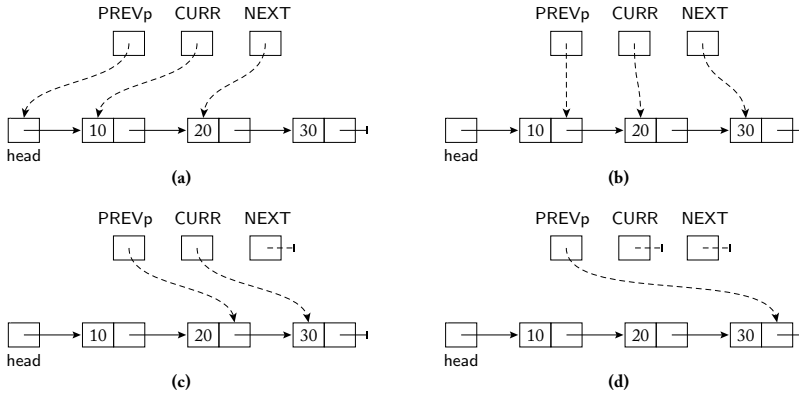 PREVp CURR NEXT
10 20 30
head
(a)
PREVp CURR NEXT
10 20 30
head
(b)
PREVp CURR NEXT
10 20 30
head
(c)
PREVp CURR NEXT
10 20 30
head
(d)